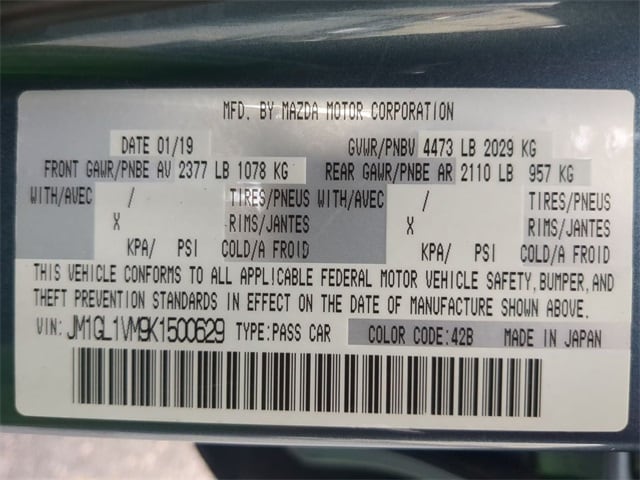 MFD. BY MAZDA MOTOR CORPORATION
DATE 01/19 GVWR/PNBV 4473 LB 2029 KG
FRONT GAWR/PNBE AV 2377 LB 1078 KG REAR GAWR/PNBE AR 2110 LB 957 KG
WITH/AVEC / TIRES/PNEUS WITH/AVEC / TIRES/PNEUS
X RIMS/JANTES X RIMS/JANTES
KPA/ PSI COLD/A FROID KPA/ PSI COLD/A FROID
THIS VEHICLE CONFORMS TO ALL APPLICABLE FEDERAL MOTOR VEHICLE SAFETY,BUMPER,AND
THEFT PREVENTION STANDARDS IN EFFECT ON THE DATE OF MANUFACTURE SHOWN ABOVE.
VIN: JM1GL1VM9K1500629 TYPE:PASS CAR COLOR CODE:42B MADE IN JAPAN